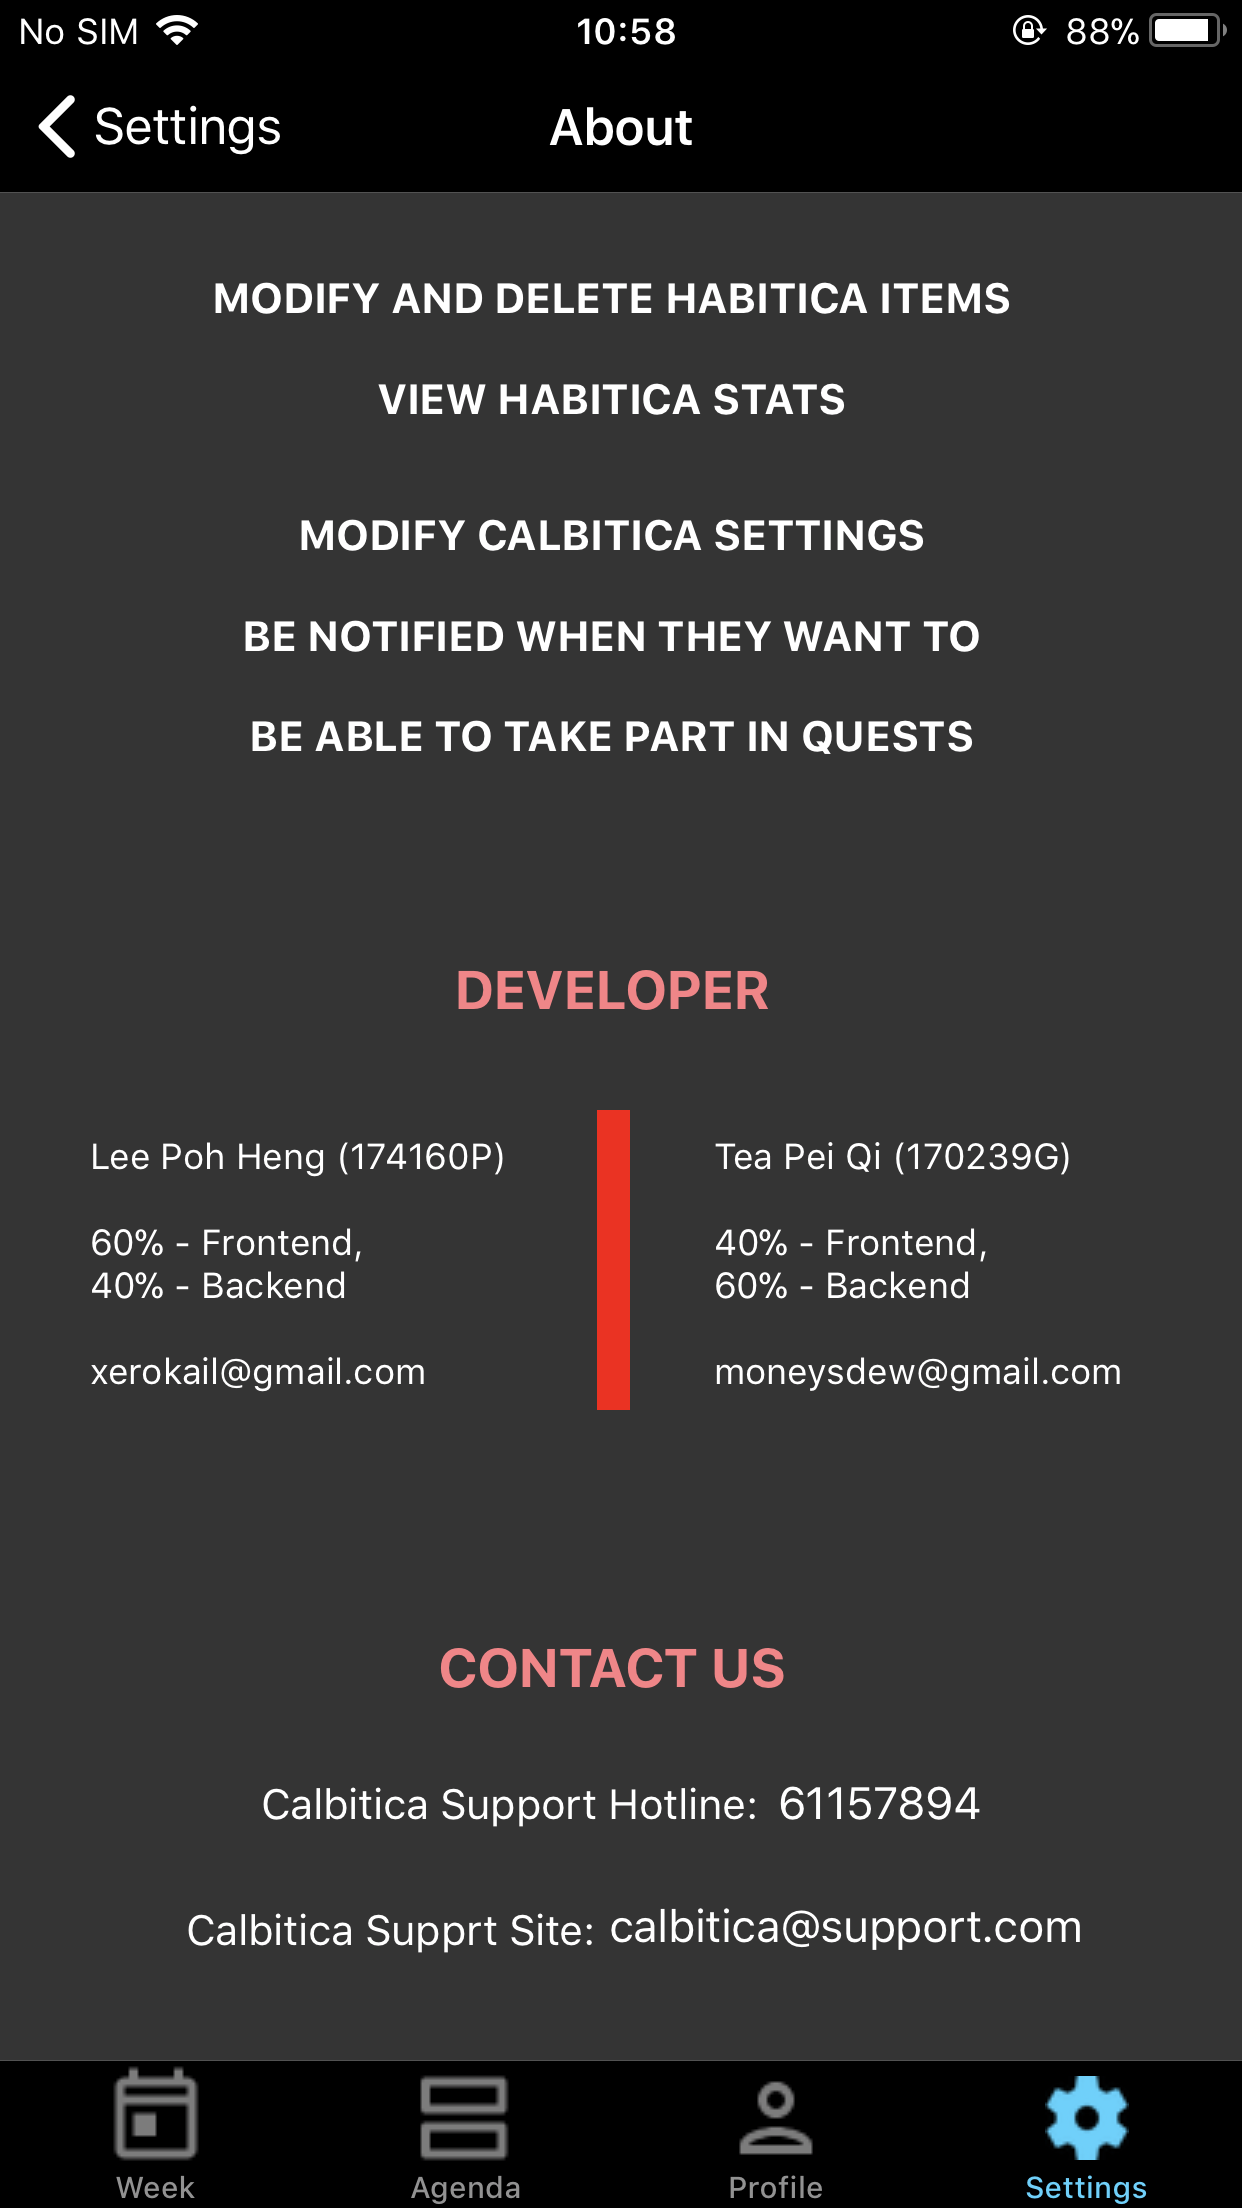 No SIM 10:58 88%
Settings About
MODIFY AND DELETE HABITICA ITEMS
VIEW HABITICA STATS
MODIFY CALBITICA SETTINGS
BE NOTIFIED WHEN THEY WANT TO
BE ABLE TO TAKE PART IN QUESTS
DEVELOPER
Lee Poh Heng (174160P)
60% - Frontend,
40% - Backend
xerokail@gmail.com
Tea Pei Qi (170239G)
40% - Frontend,
60% - Backend
moneysdew@gmail.com
CONTACT US
Calbitica Support Hotline: 61157894
Calbitica Supprt Site: calbitica@support.com
Week Agenda Profile Settings